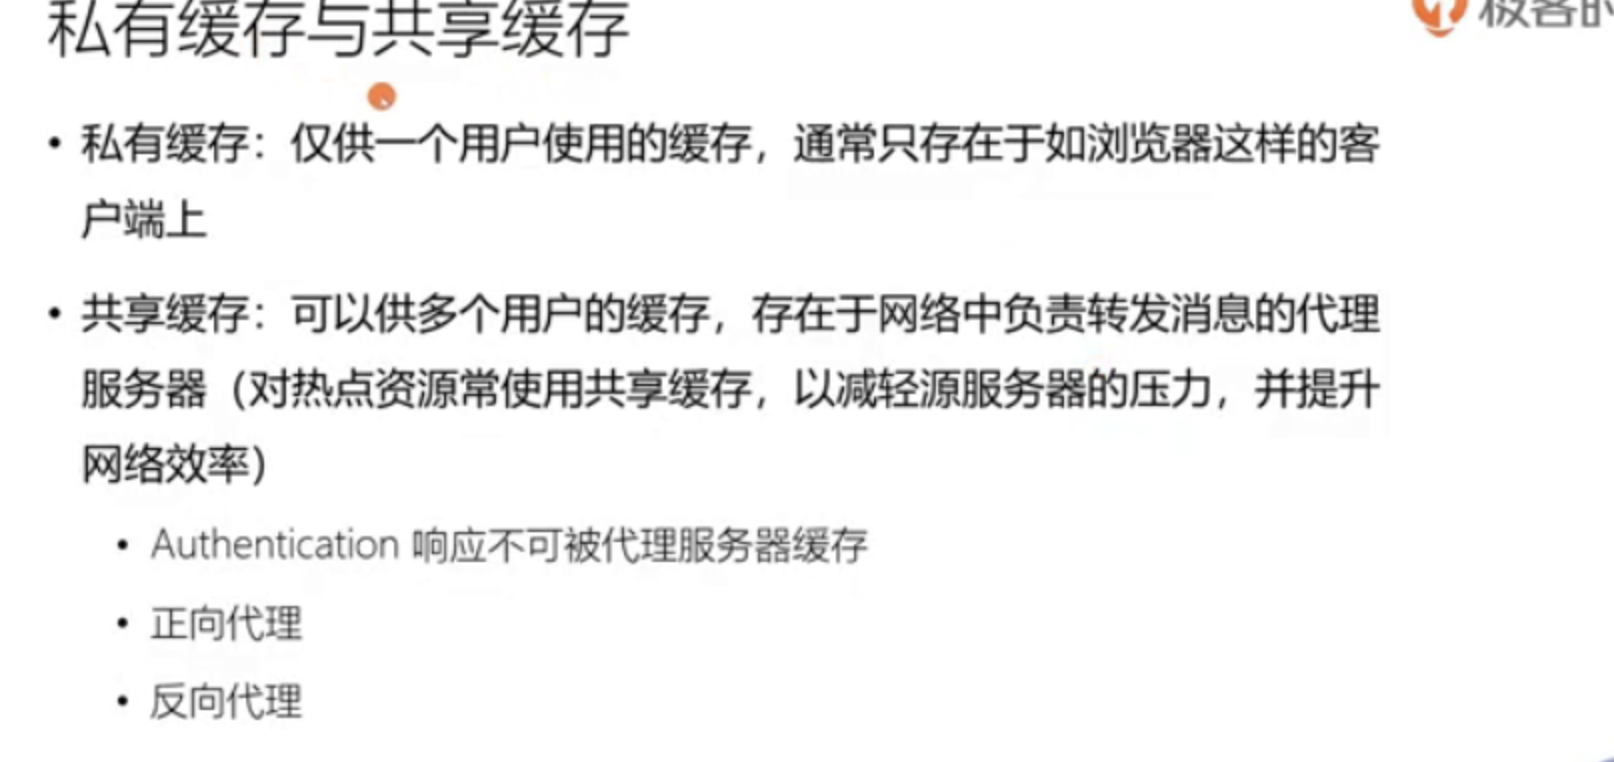 私有缓存与共享缓存
极客
• 私有缓存：仅供一个用户使用的缓存，通常只存在于如浏览器这样的客
户端上
• 共享缓存：可以供多个用户的缓存，存在于网络中负责转发消息的代理
服务器（对热点资源常使用共享缓存，以减轻源服务器的压力，并提升
网络效率）
• Authentication 响应不可被代理服务器缓存
• 正向代理
• 反向代理